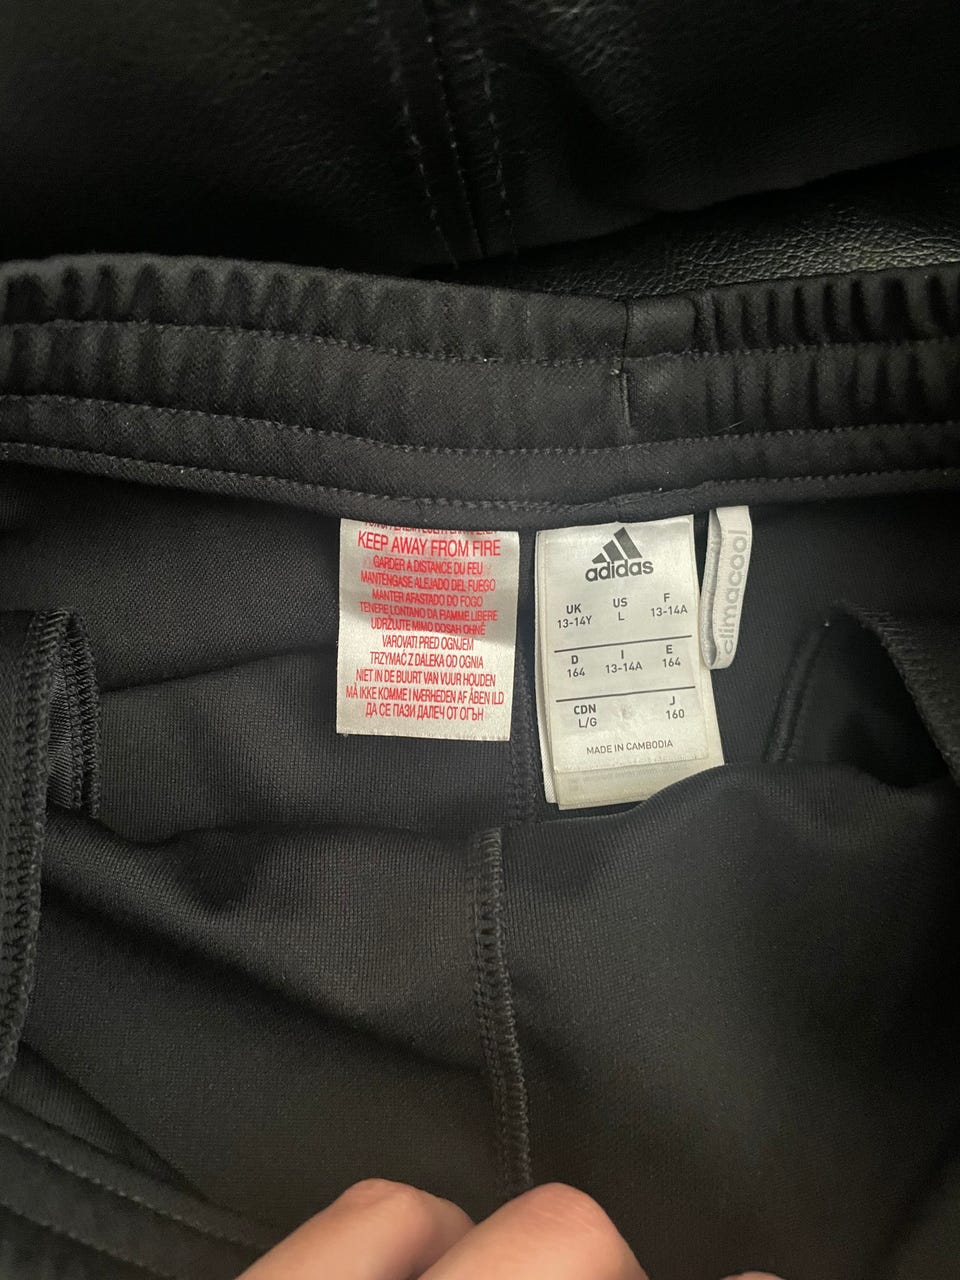 KEEP AWAY FROM FIRE
GARDER A DISTANCE DU FEU
MANTENGASE ALEJADO DEL FUEGO
MANTER AFASTADO DO FOGO
TENERE LONTANO DA FIAMME LIBERE
UDRŽUJTE MIMO DOSAH OHNĚ
VAROVATI PRED OGNJEM
TRZYMAĆ Z DALEKA OD OGNIA
NIET IN DE BUURT VAN VUUR HOUDEN
MÅ IKKE KOMME I NÆRHEDEN AF ÅBEN ILD
ДА СЕ ПАЗИ ДАЛЕЧ ОТ ОГЪН
adidas
UK US F
13-14Y L 13-14A
D I E
164 13-14A 164
CDN J
L/G 160
MADE IN CAMBODIA
climacool